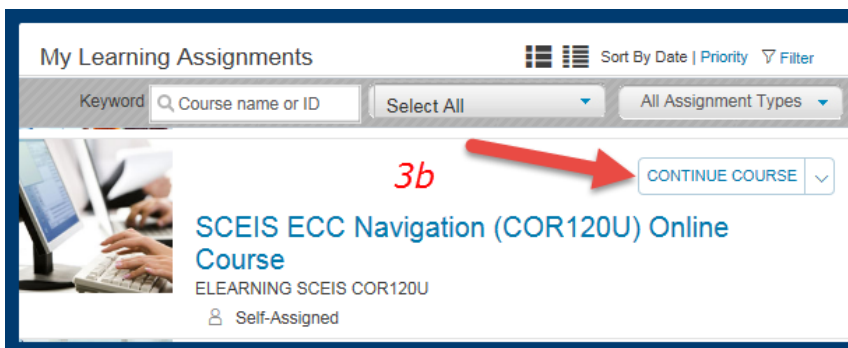 My Learning Assignments
Sort By Date | Priority Filter
Keyword Course name or ID Select All All Assignment Types
3b CONTINUE COURSE
SCEIS ECC Navigation (COR120U) Online
Course
ELEARNING SCEIS COR120U
Self-Assigned